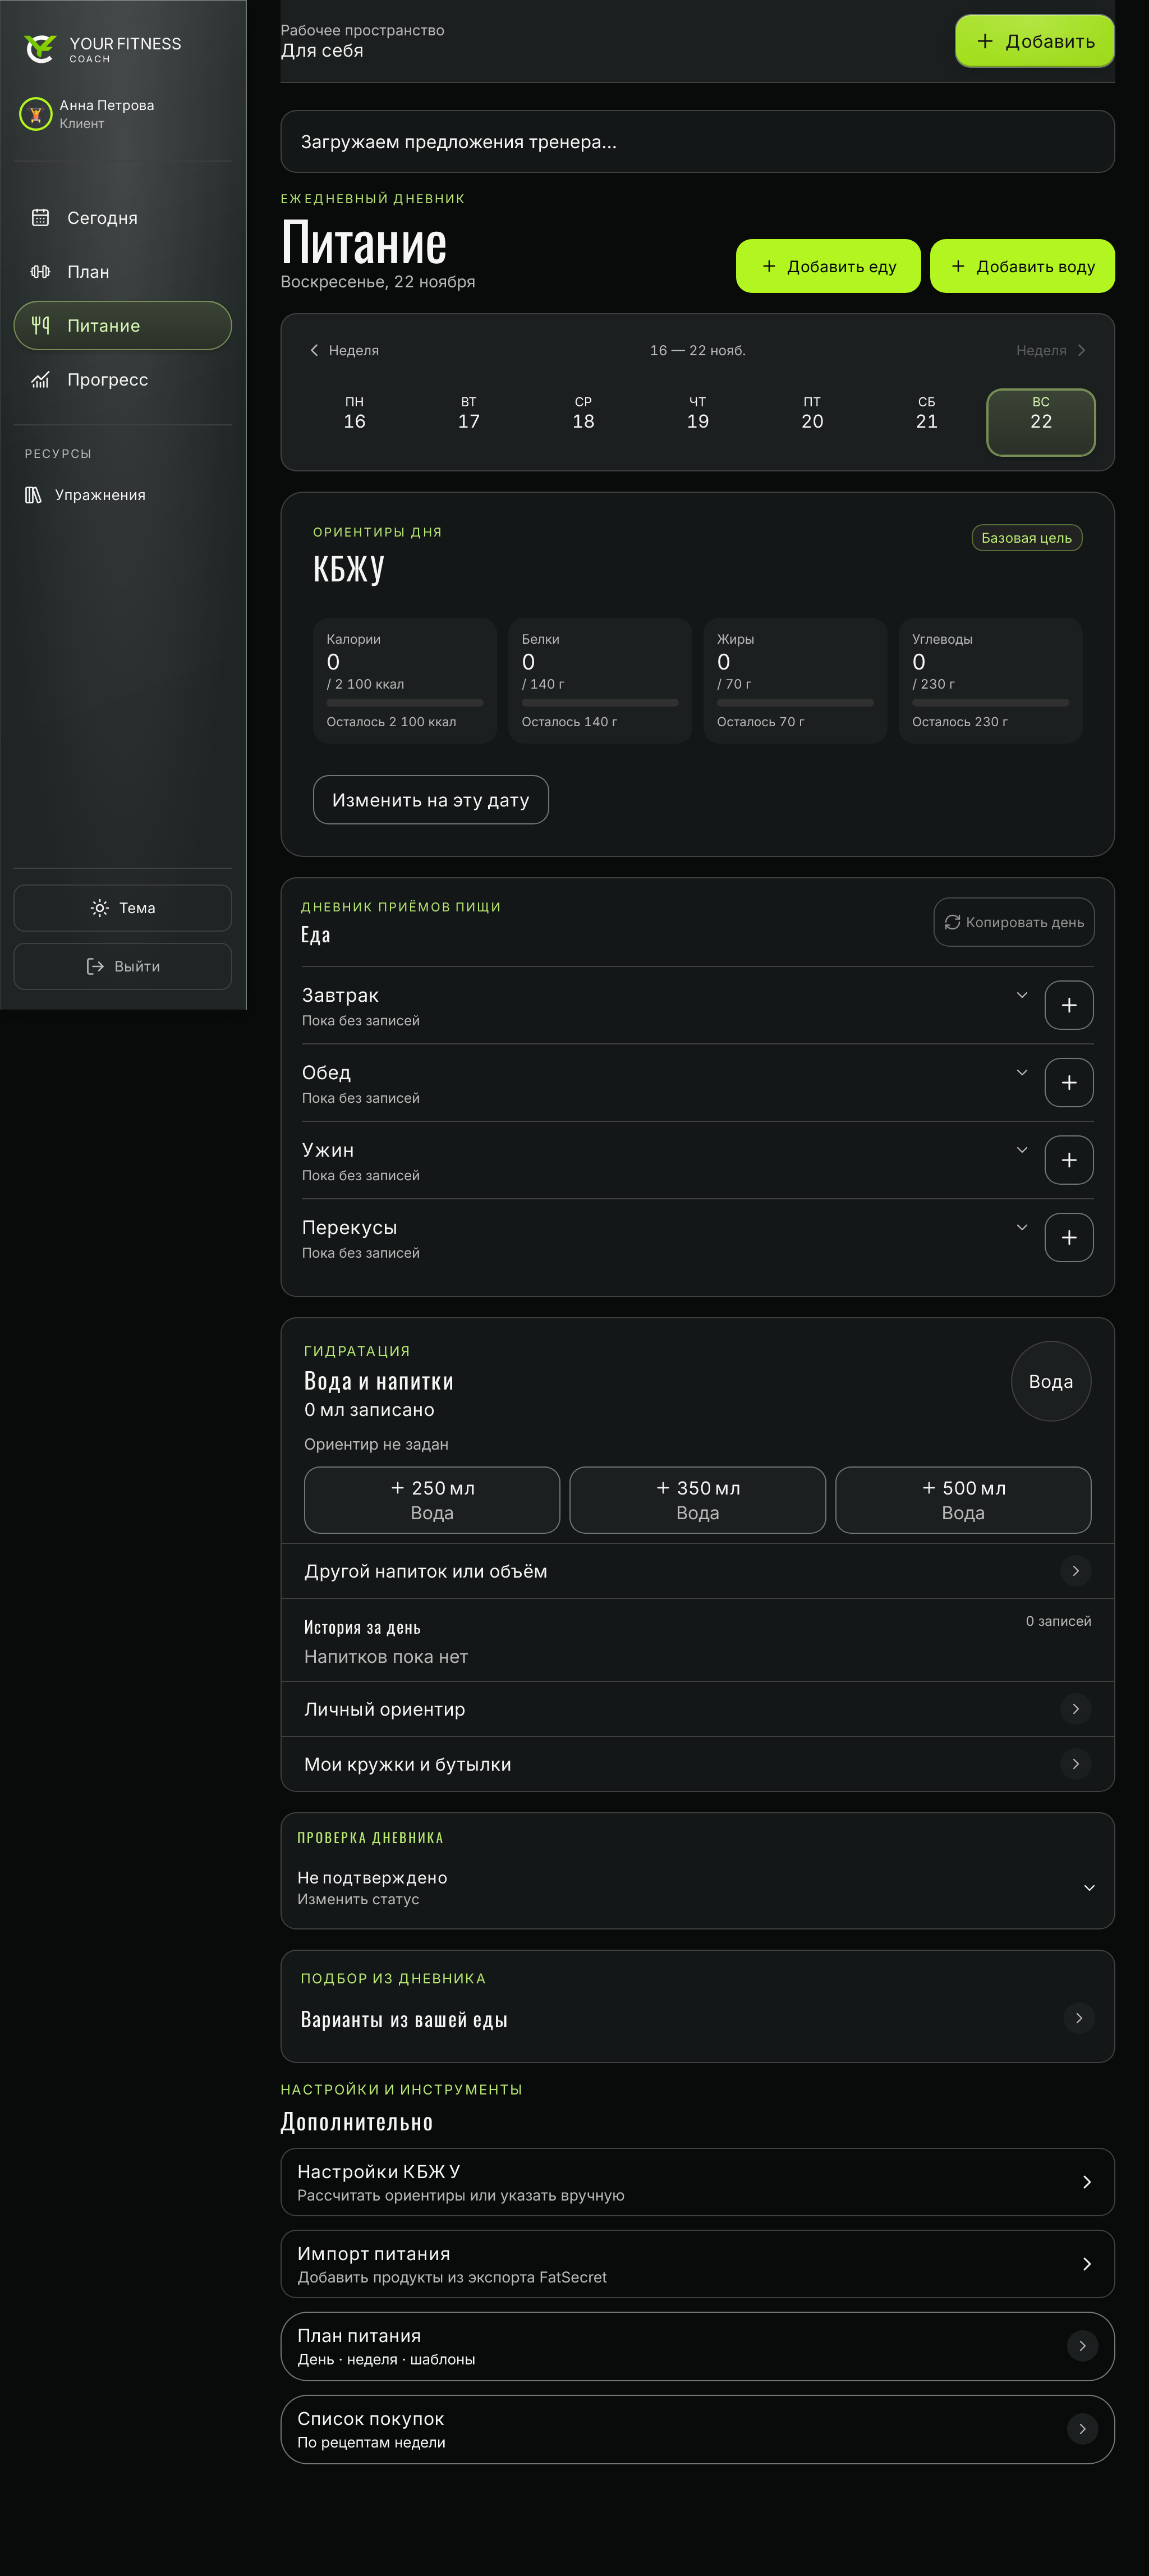 YOUR FITNESS
COACH
Анна Петрова
Клиент
Сегодня
План
Питание
Прогресс
РЕСУРСЫ
Упражнения
Тема
Выйти
Рабочее пространство
Для себя
Добавить
Загружаем предложения тренера...
ЕЖЕДНЕВНЫЙ ДНЕВНИК
Питание
Воскресенье, 22 ноября
Добавить еду
Добавить воду
Неделя
16 — 22 нояб.
Неделя
ПН ВТ СР ЧТ ПТ СБ ВС
16 17 18 19 20 21 22
ОРИЕНТИРЫ ДНЯ
КБЖУ
Базовая цель
Калории
0
/ 2 100 ккал
Осталось 2 100 ккал
Белки
0
/ 140 г
Осталось 140 г
Жиры
0
/ 70 г
Осталось 70 г
Углеводы
0
/ 230 г
Осталось 230 г
Изменить на эту дату
ДНЕВНИК ПРИЁМОВ ПИЩИ
Еда
Копировать день
Завтрак
Пока без записей
Обед
Пока без записей
Ужин
Пока без записей
Перекусы
Пока без записей
ГИДРАТАЦИЯ
Вода и напитки
0 мл записано
Вода
Ориентир не задан
+ 250 мл
Вода
+ 350 мл
Вода
+ 500 мл
Вода
Другой напиток или объём
История за день
0 записей
Напитков пока нет
Личный ориентир
Мои кружки и бутылки
ПРОВЕРКА ДНЕВНИКА
Не подтверждено
Изменить статус
ПОДБОР ИЗ ДНЕВНИКА
Варианты из вашей еды
НАСТРОЙКИ И ИНСТРУМЕНТЫ
Дополнительно
Настройки КБЖУ
Рассчитать ориентиры или указать вручную
Импорт питания
Добавить продукты из экспорта FatSecret
План питания
День · неделя · шаблоны
Список покупок
По рецептам недели